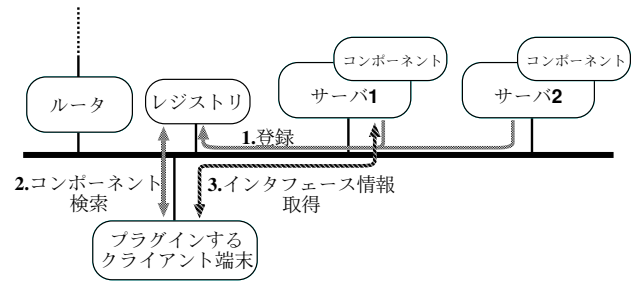 コンポーネント
コンポーネント
ルータ
レジストリ
サーバ1
サーバ2
1.登録
2.コンポーネント
検索
3.インタフェース情報
取得
プラグインする
クライアント端末